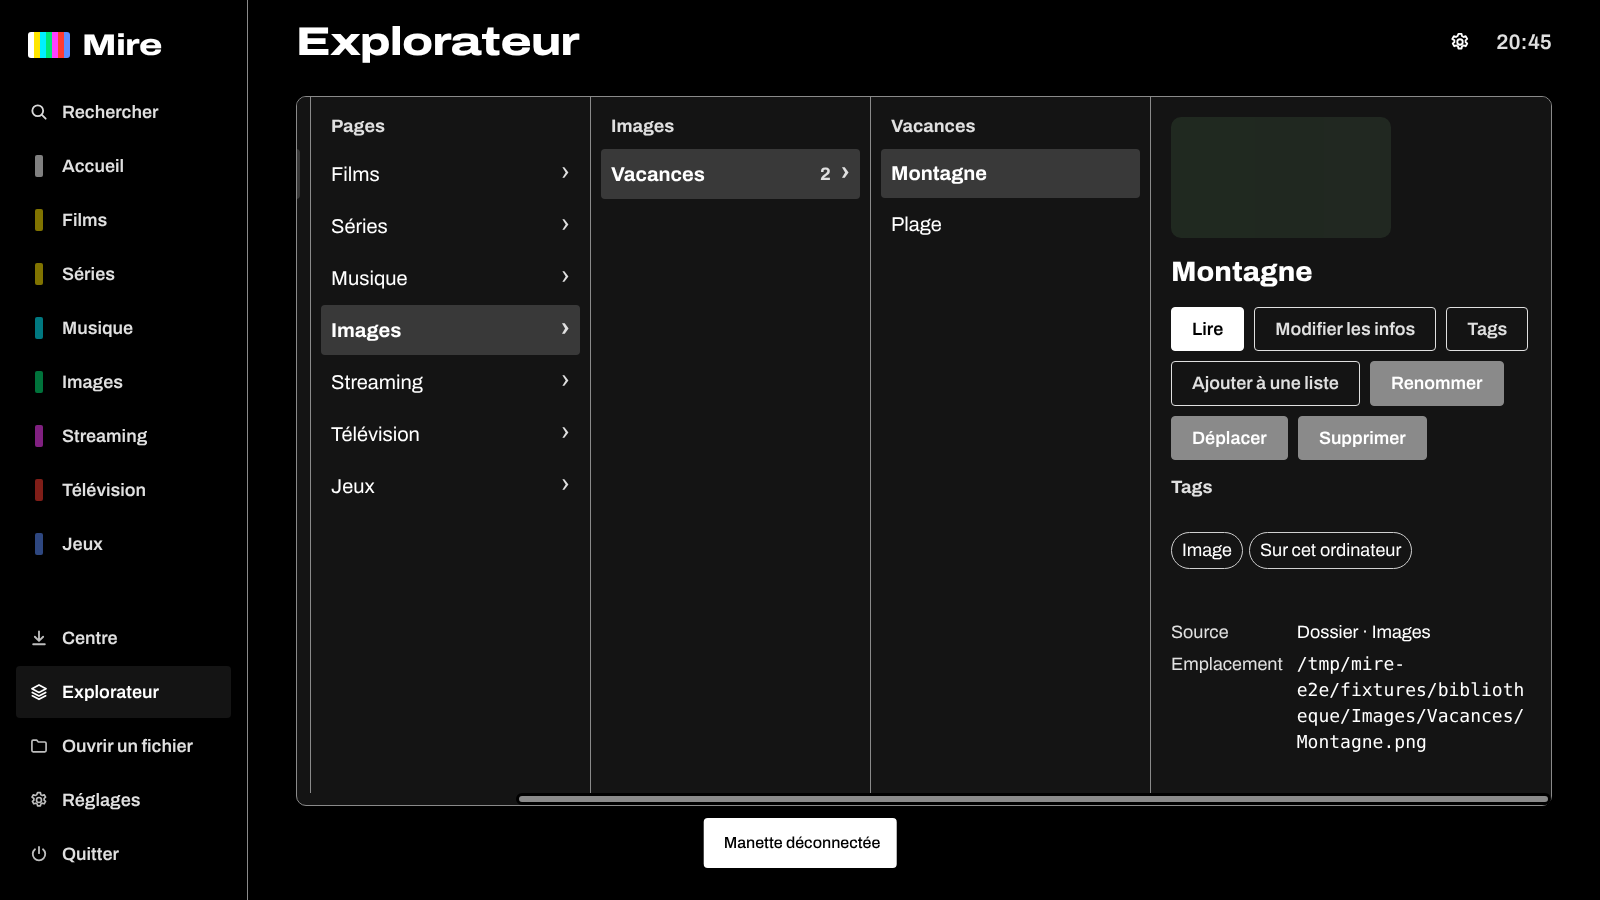 Mire
Rechercher
Accueil
Films
Séries
Musique
Images
Streaming
Télévision
Jeux
Centre
Explorateur
Ouvrir un fichier
Réglages
Quitter
Explorateur
20:45
Pages
Films
Séries
Musique
Images
Streaming
Télévision
Jeux
Images
Vacances 2
Vacances
Montagne
Plage
Montagne
Lire Modifier les infos Tags
Ajouter à une liste Renommer
Déplacer Supprimer
Tags
Image Sur cet ordinateur
Source Dossier · Images
Emplacement /tmp/mire-
e2e/fixtures/biblioth
eque/Images/Vacances/
Montagne.png
Manette déconnectée